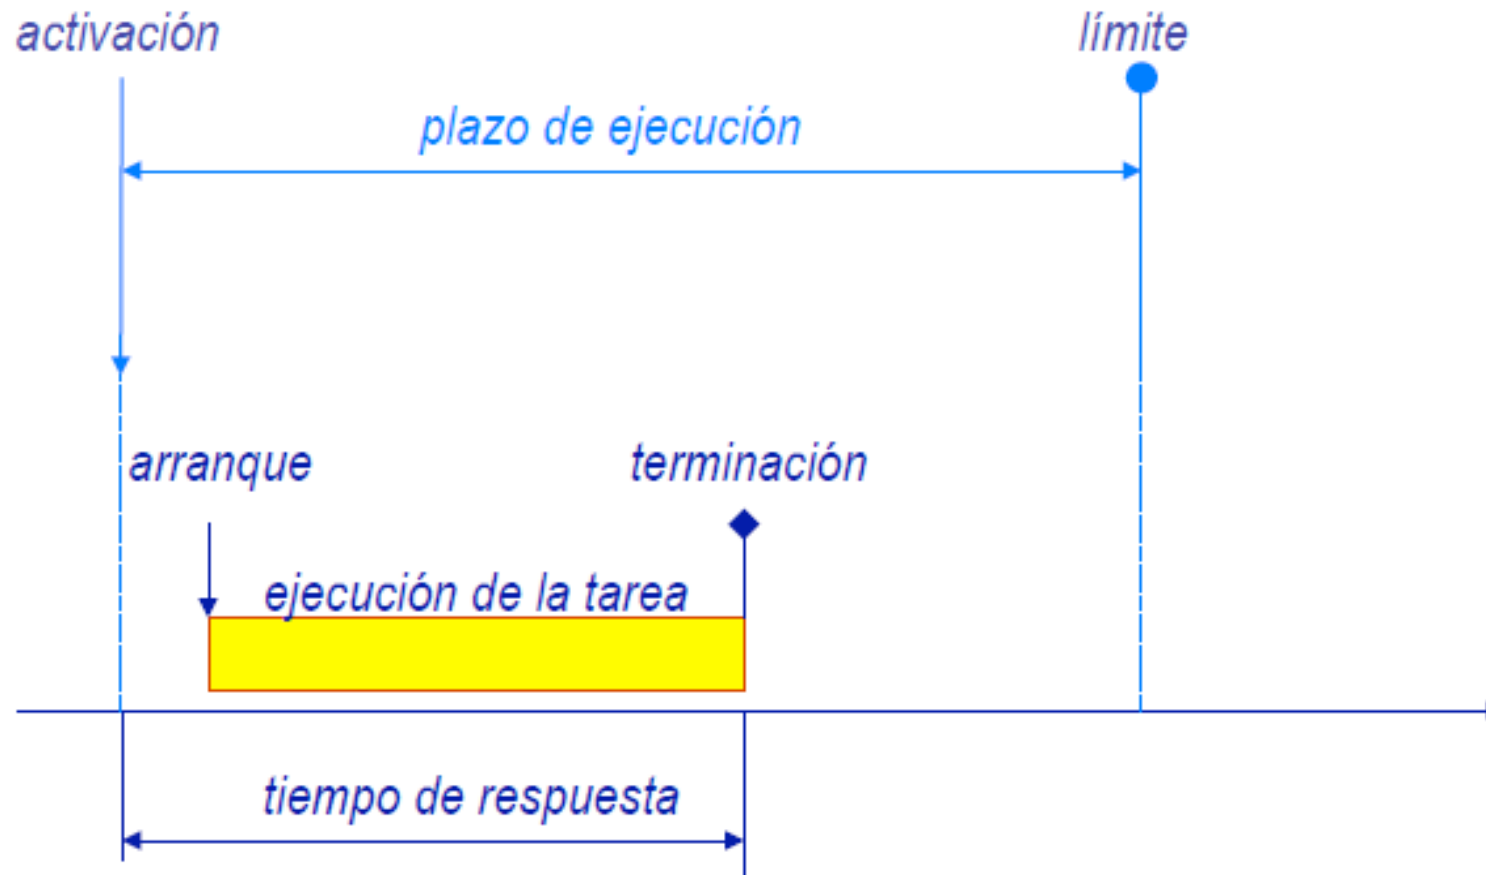 activación
límite
plazo de ejecución
arranque
terminación
ejecución de la tarea
tiempo de respuesta